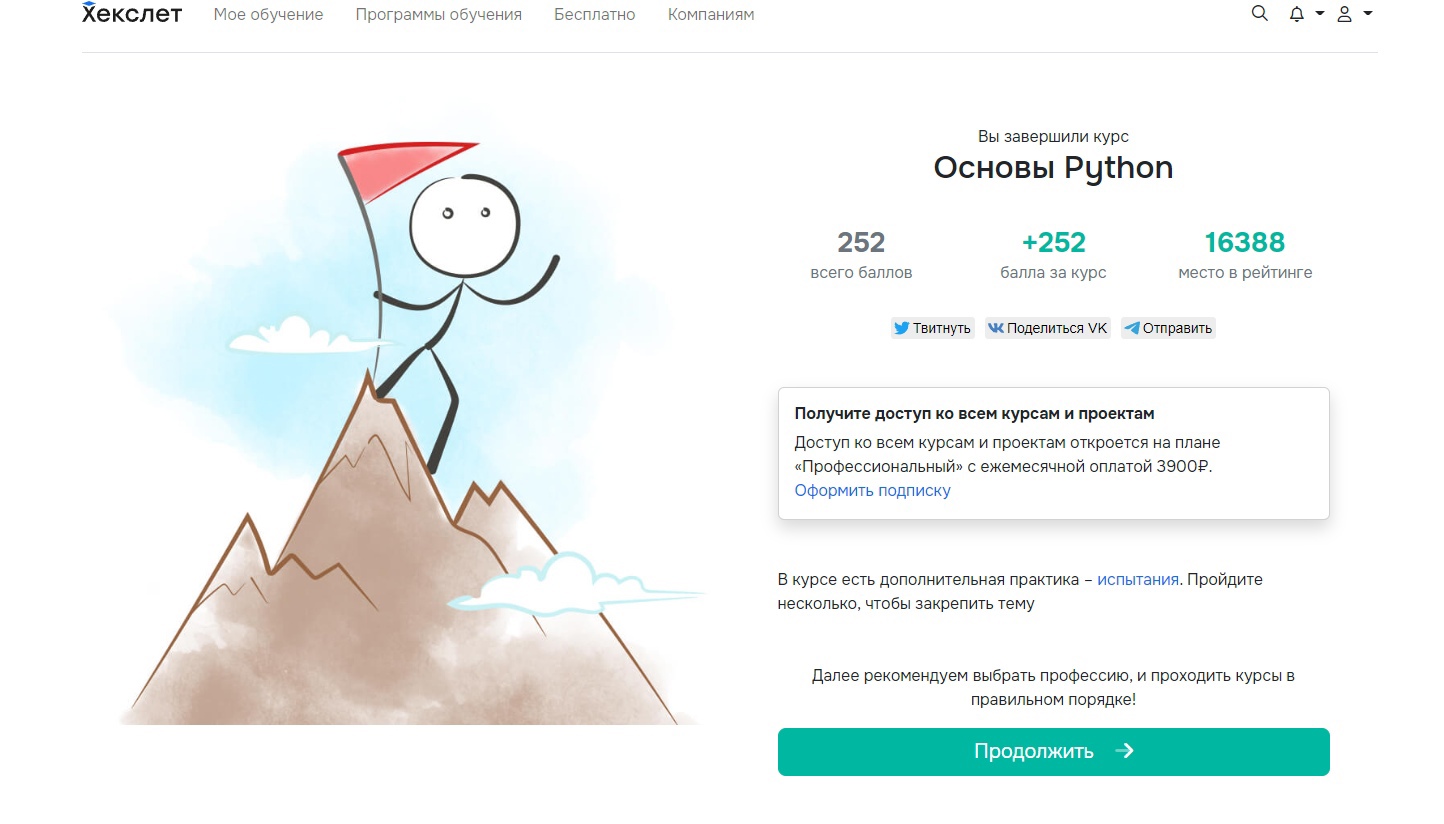 Хекслет
Мое обучение
Программы обучения
Бесплатно
Компаниям
Вы завершили курс
Основы Python
252
всего баллов
+252
балла за курс
16388
место в рейтинге
Твитнуть
Поделиться VK
Отправить
Получите доступ ко всем курсам и проектам
Доступ ко всем курсам и проектам откроется на плане
«Профессиональный» с ежемесячной оплатой 3900₽.
Оформить подписку
В курсе есть дополнительная практика – испытания. Пройдите
несколько, чтобы закрепить тему
Далее рекомендуем выбрать профессию, и проходить курсы в
правильном порядке!
Продолжить